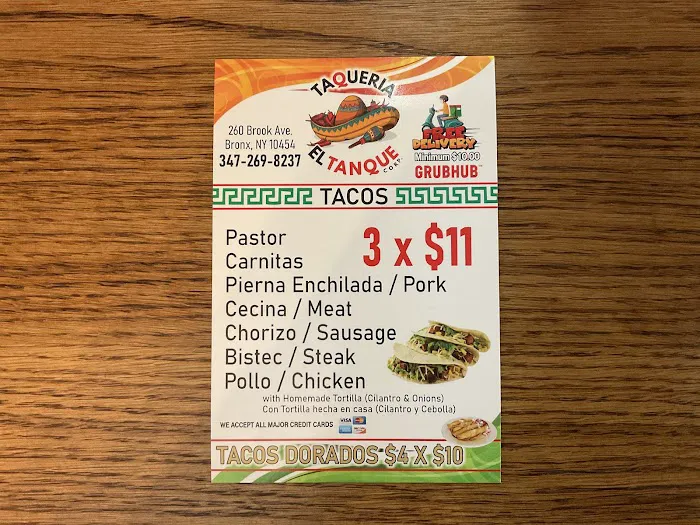 TAQUERIA
EL TANQUE
CORP.
260 Brook Ave.
Bronx, NY 10454
347-269-8237
FREE
DELIVERY
Minimum $10.00
GRUBHUB
TACOS
3 x $11
Pastor
Carnitas
Pierna Enchilada / Pork
Cecina / Meat
Chorizo / Sausage
Bistec / Steak
Pollo / Chicken
with Homemade Tortilla (Cilantro & Onions)
Con Tortilla hecha en casa (Cilantro y Cebolla)
WE ACCEPT ALL MAJOR CREDIT CARDS
VISA
TACOS DORADOS $4 X $10